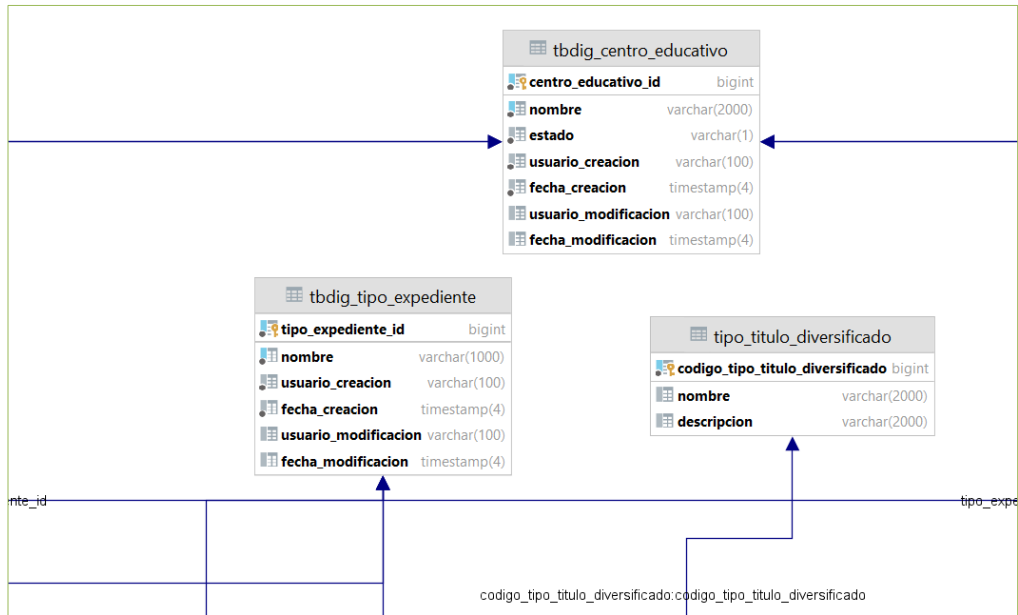 tbdig_centro_educativo
centro_educativo_id bigint
nombre varchar(2000)
estado varchar(1)
usuario_creacion varchar(100)
fecha_creacion timestamp(4)
usuario_modificacion varchar(100)
fecha_modificacion timestamp(4)
tbdig_tipo_expediente
tipo_expediente_id bigint
nombre varchar(1000)
usuario_creacion varchar(100)
fecha_creacion timestamp(4)
usuario_modificacion varchar(100)
fecha_modificacion timestamp(4)
tipo_titulo_diversificado
codigo_tipo_titulo_diversificado bigint
nombre varchar(2000)
descripcion varchar(2000)
nte_id
tipo_expe
codigo_tipo_titulo_diversificado:codigo_tipo_titulo_diversificado